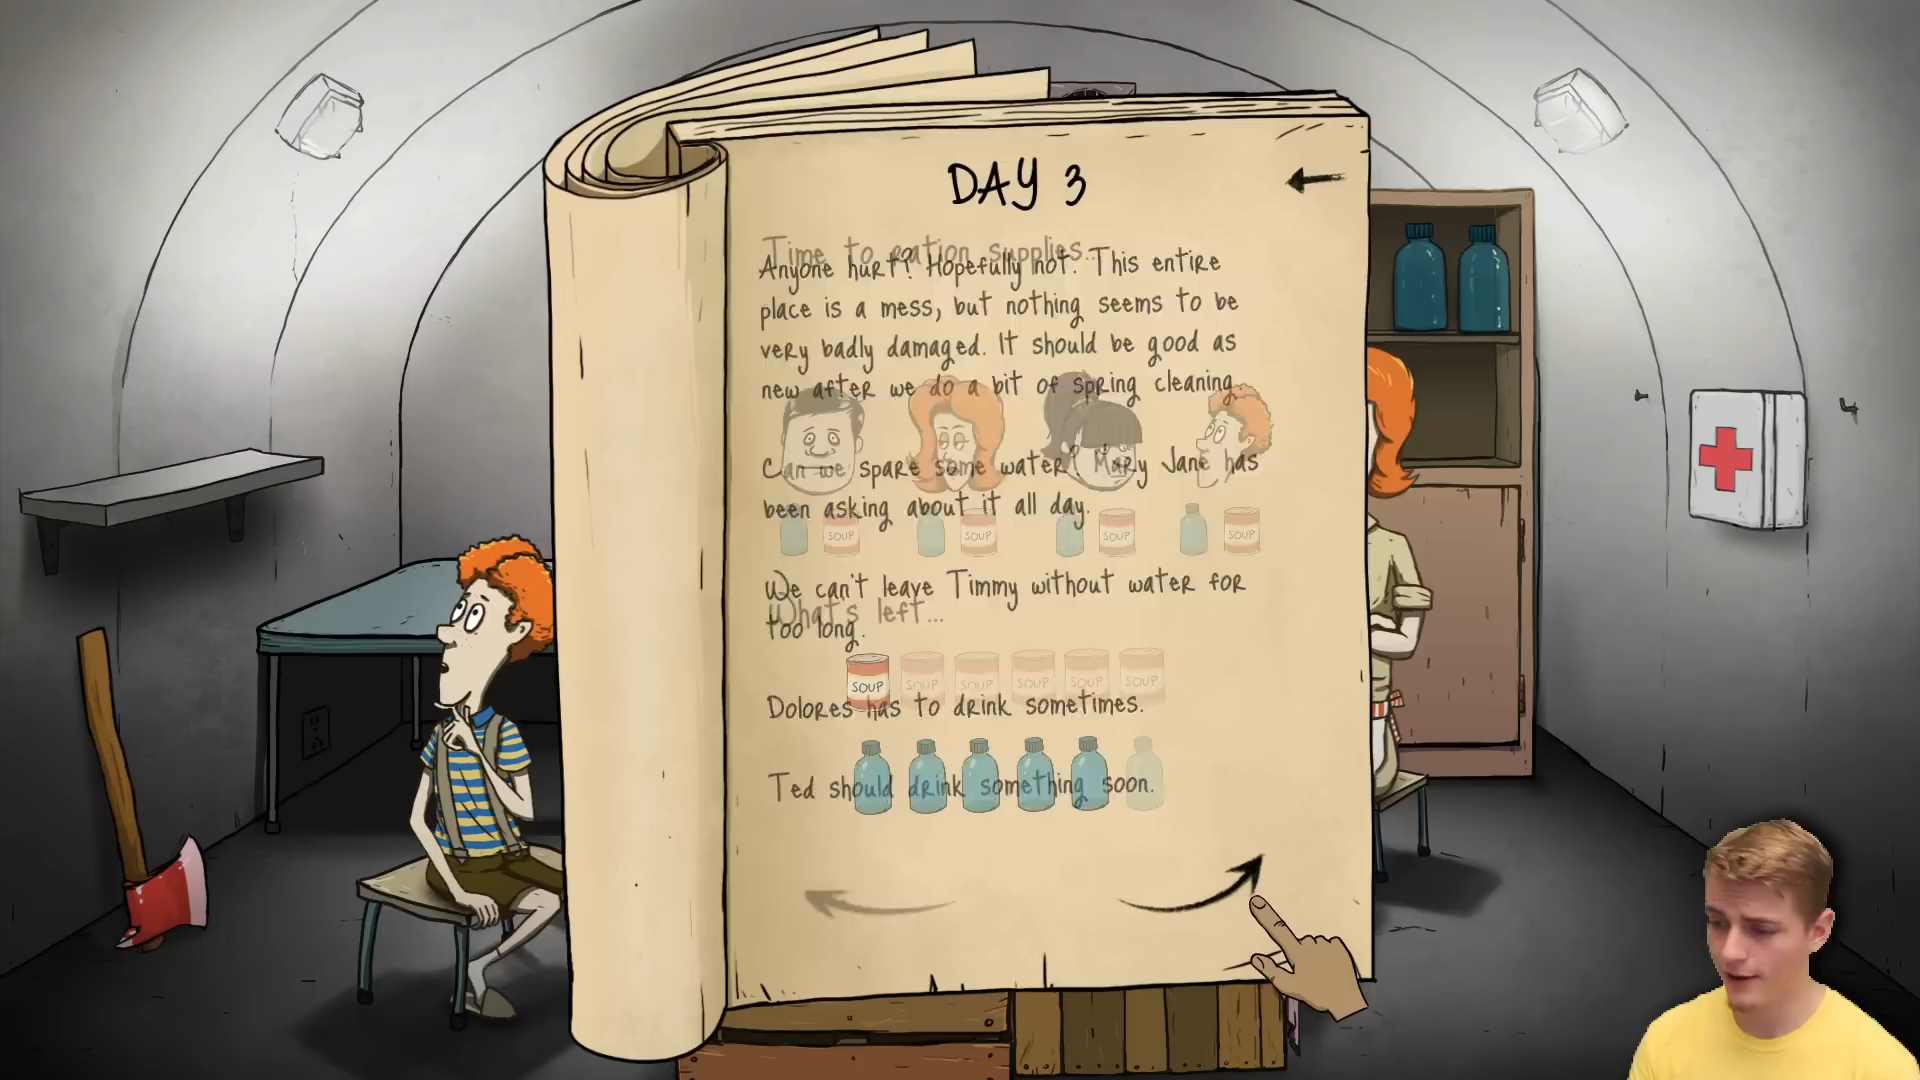 DAY 3
Time to ration supplies...
Anyone hurt? Hopefully not. This entire
place is a mess, but nothing seems to be
very badly damaged. It should be good as
new after we do a bit of spring cleaning.
Can we spare some water? Mary Jane has
been asking about it all day.
SOUP SOUP SOUP SOUP
We can't leave Timmy without water for
What's left...
too long.
SOUP SOUP SOUP SOUP SOUP SOUP
Dolores has to drink sometimes.
Ted should drink something soon.